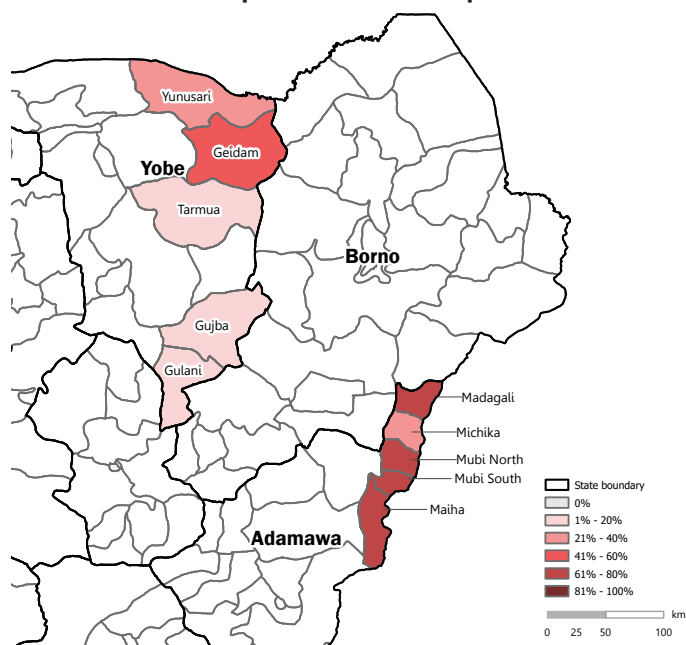 Yunusari
Geidam
Yobe
Tarmua
Borno
Gujba
Gulani
Madagali
Michika
Mubi North
Mubi South
Maiha
Adamawa
State boundary
0%
1% - 20%
21% - 40%
41% - 60%
61% - 80%
81% - 100%
km
0 25 50 100